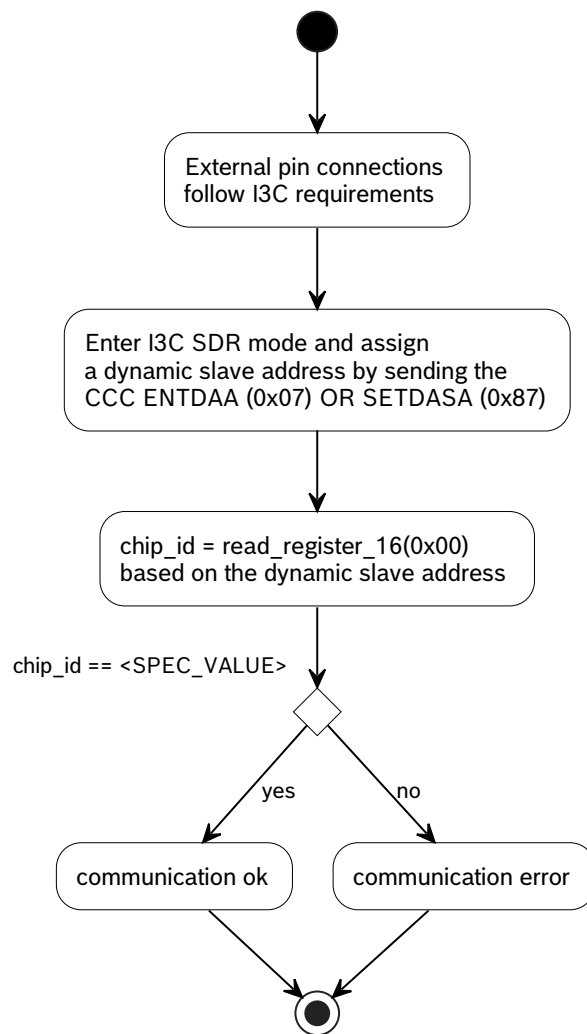 External pin connections
follow I3C requirements
Enter I3C SDR mode and assign
a dynamic slave address by sending the
CCC ENTDAA (0x07) OR SETDASA (0x87)
chip_id = read_register_16(0x00)
based on the dynamic slave address
chip_id == <SPEC_VALUE>
yes
no
communication ok
communication error